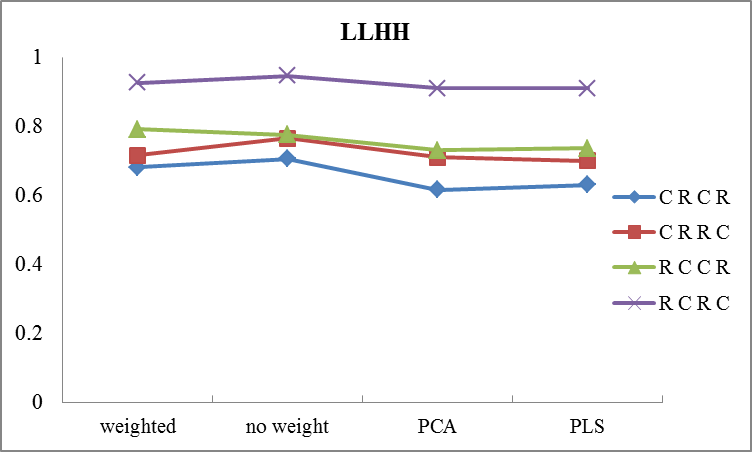 LLHH
1
0.8
0.6
0.4
0.2
0
weighted no weight PCA PLS
C R C R
C R R C
R C C R
R C R C